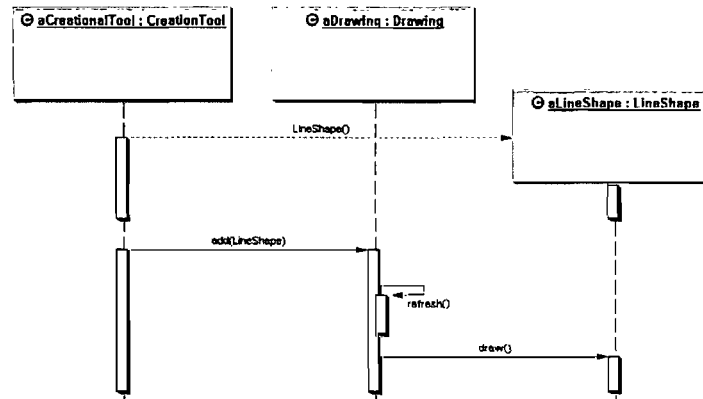 aCreationalTool : CreationTool
aDrawing : Drawing
aLineShape : LineShape
LineShape()
add(LineShape)
refresh()
draw()